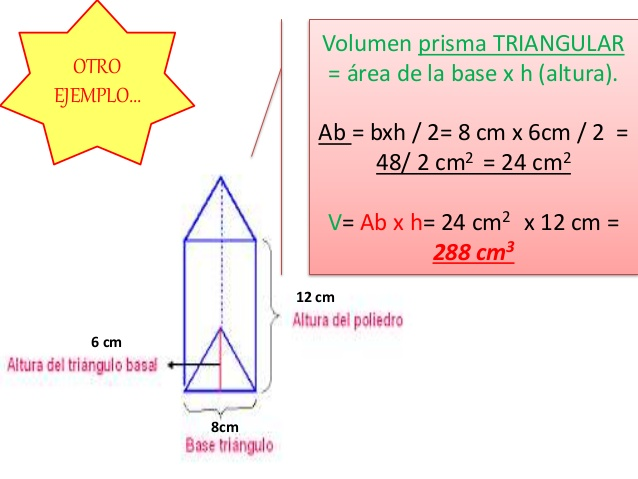 OTRO
EJEMPLO...
Volumen prisma TRIANGULAR
= área de la base x h (altura).
Ab = bxh / 2= 8 cm x 6cm / 2 =
48/ 2 cm² = 24 cm²
V= Ab x h= 24 cm² x 12 cm =
288 cm³
12 cm
Altura del poliedro
6 cm
Altura del triángulo basal
8cm
Base triángulo